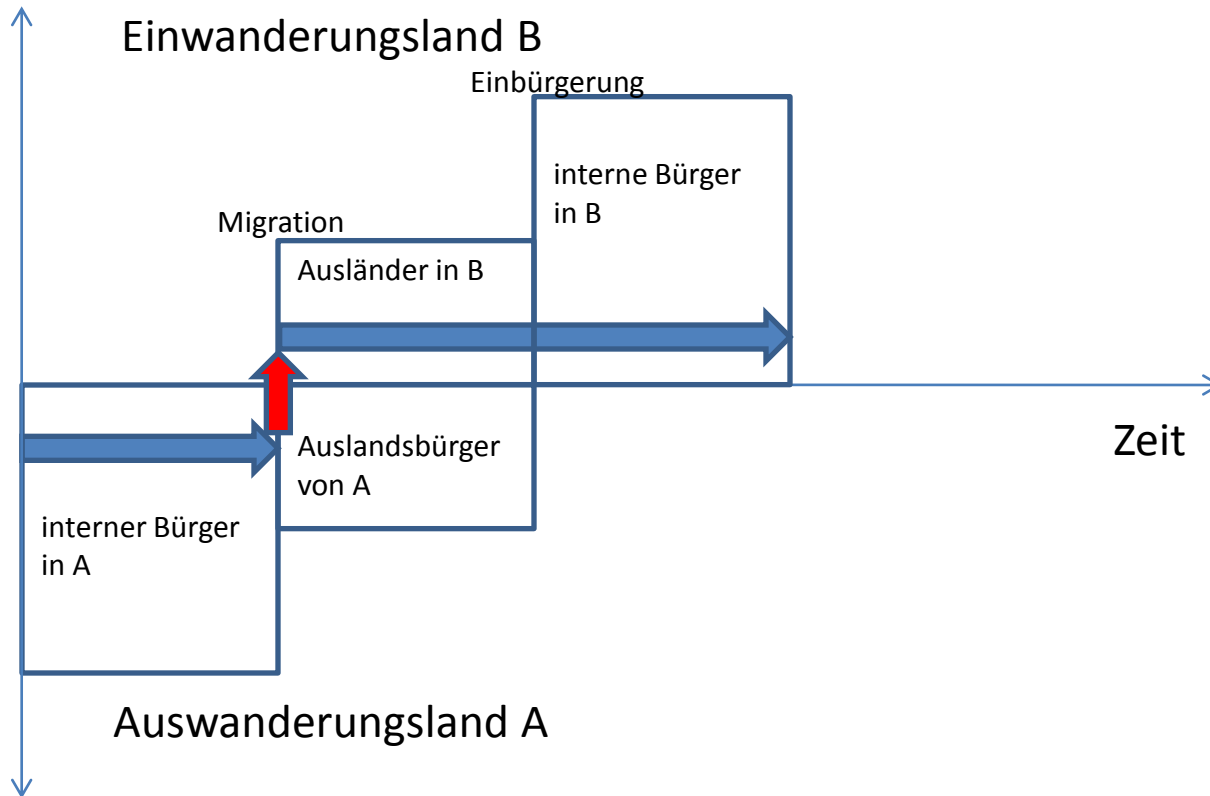 Einwanderungsland B
Einbürgerung
interne Bürger
in B
Migration
Ausländer in B
Zeit
Auslandsbürger
von A
interner Bürger
in A
Auswanderungsland A